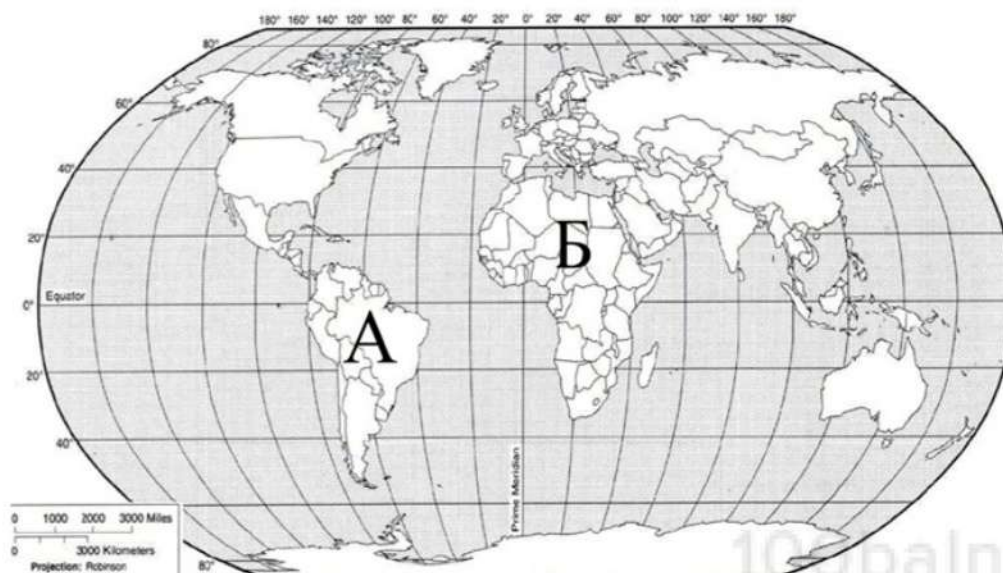 180° 160° 140° 120° 100° 80° 60° 40° 20° 0° 20° 40° 60° 80° 100° 120° 140° 160° 180°
80°
60°
40°
20°
Б
Equator
0°
А
20°
40°
Prime Meridian
0 1000 2000 3000 Miles
0 3000 Kilometers
Projection: Robinson
80°